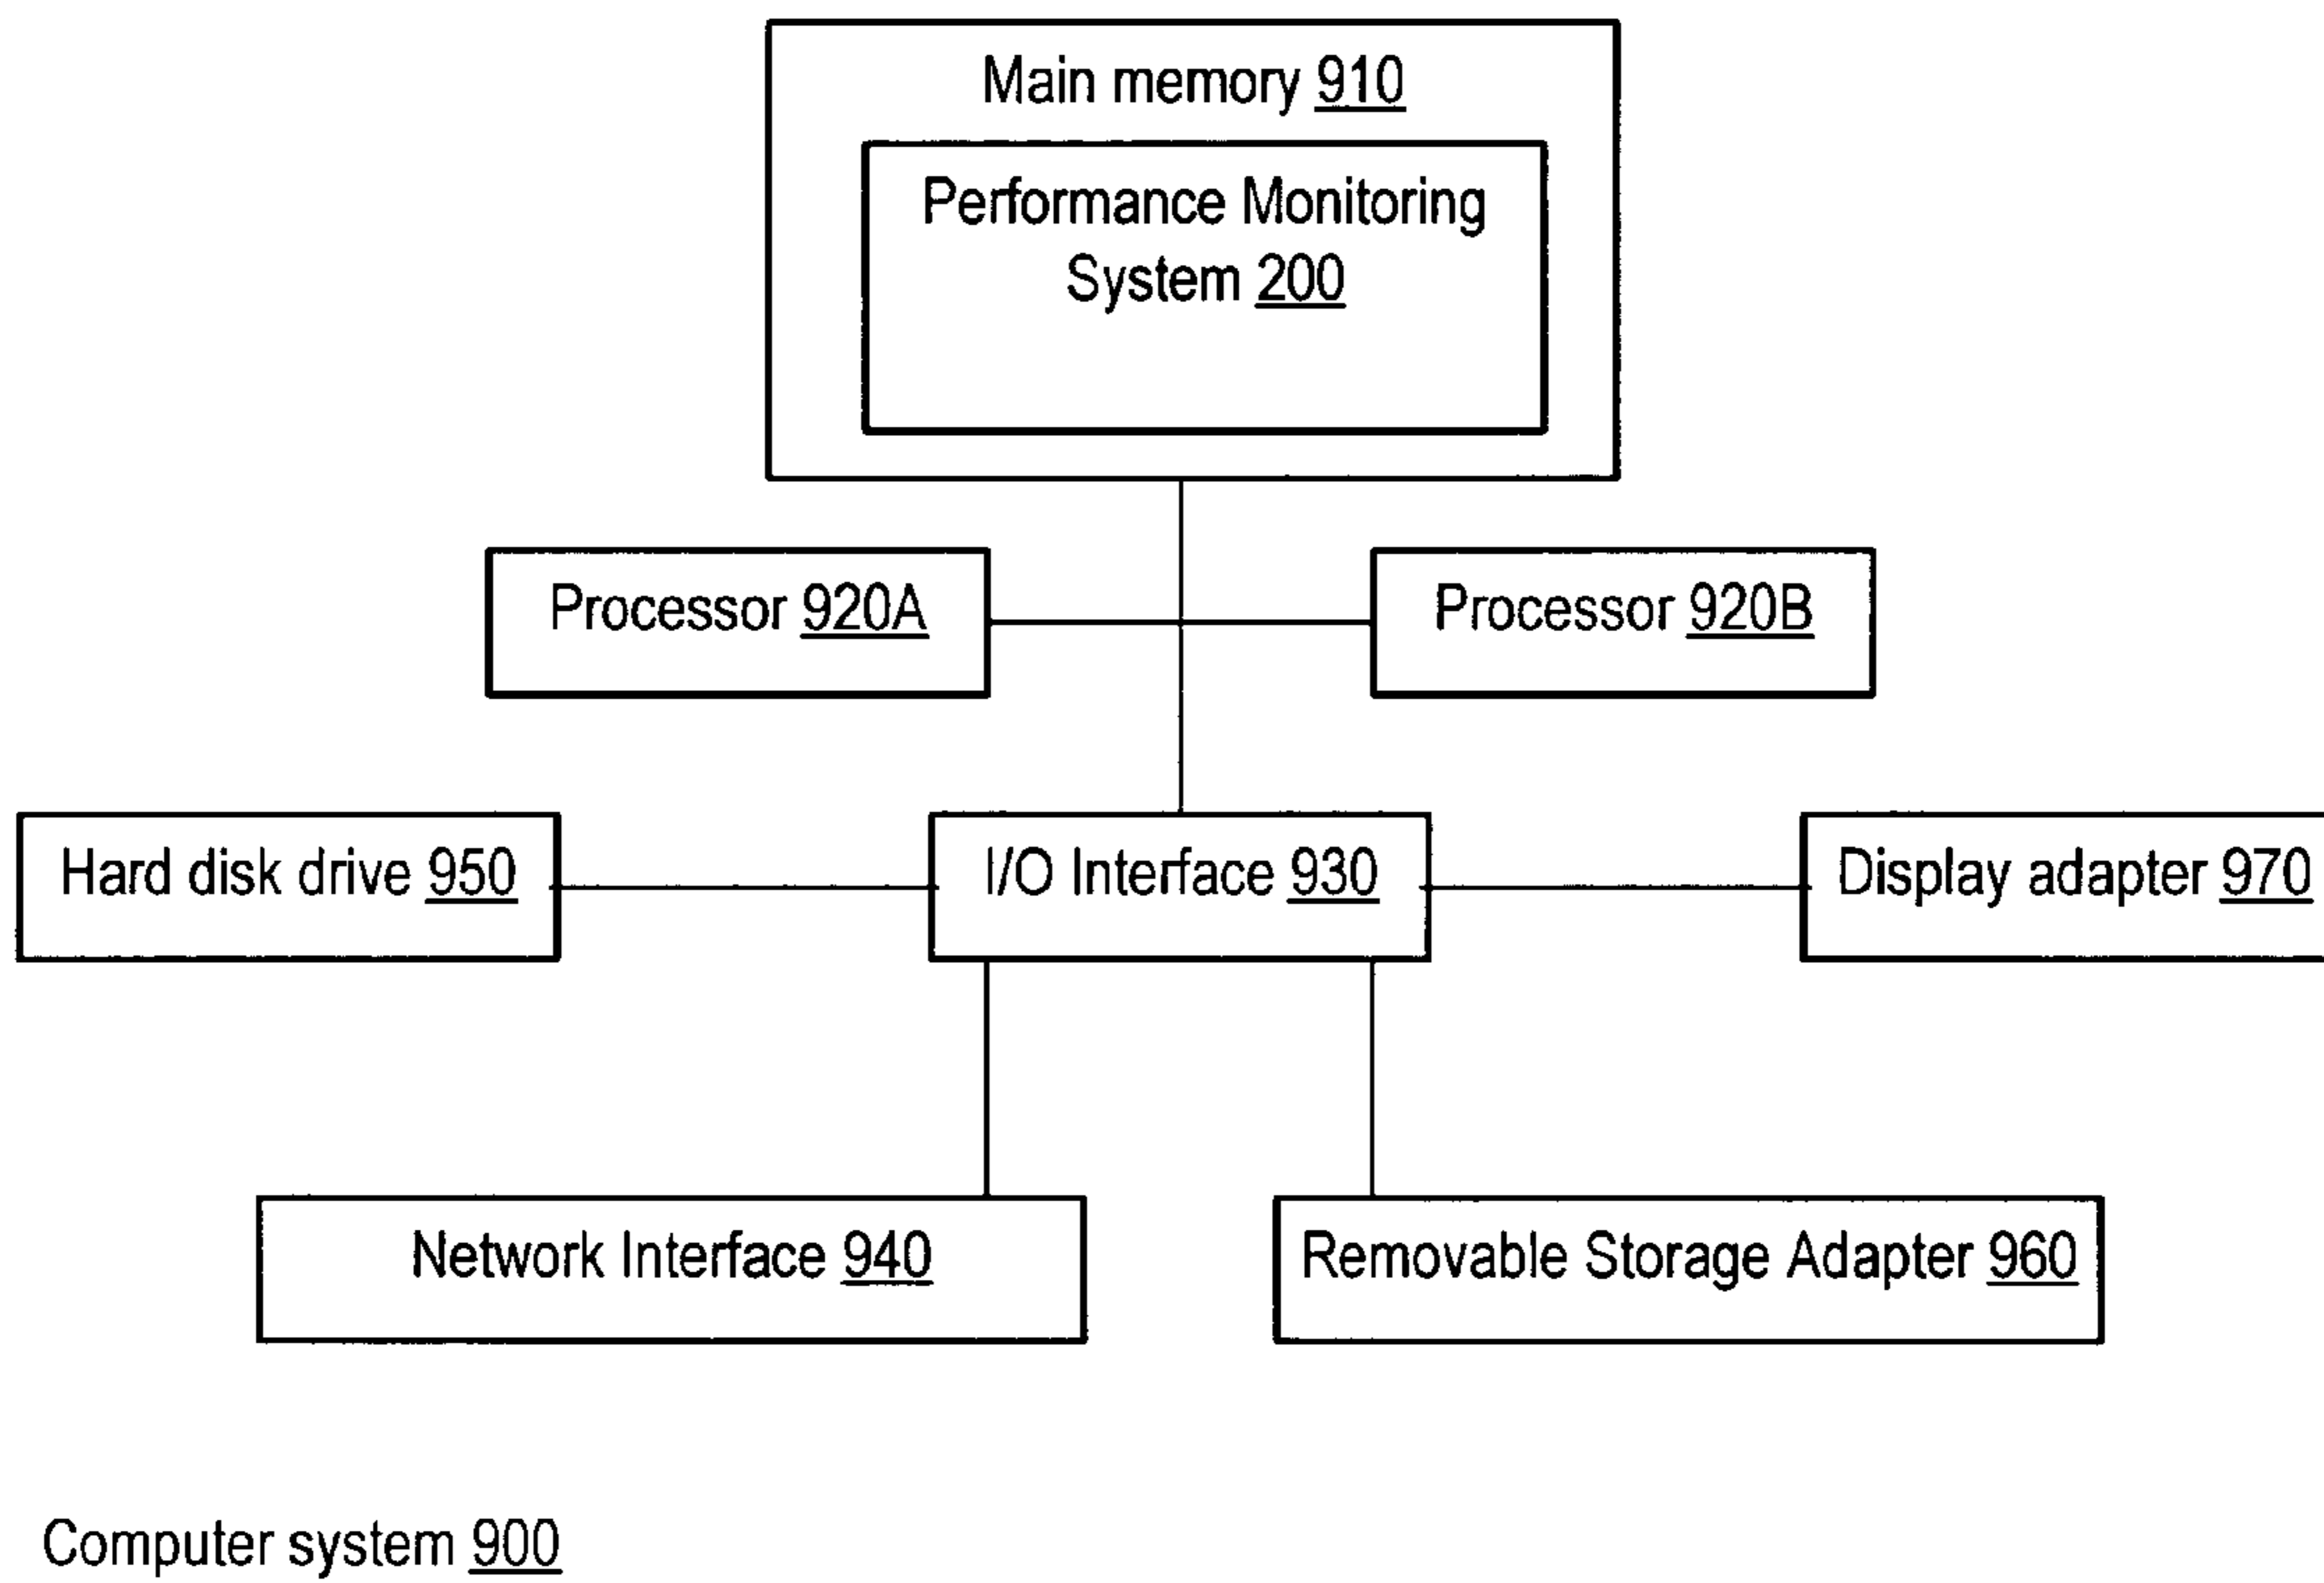 Main memory 910
Performance Monitoring
System 200
Processor 920A
Processor 920B
Hard disk drive 950
I/O Interface 930
Display adapter 970
Network Interface 940
Removable Storage Adapter 960
Computer system 900